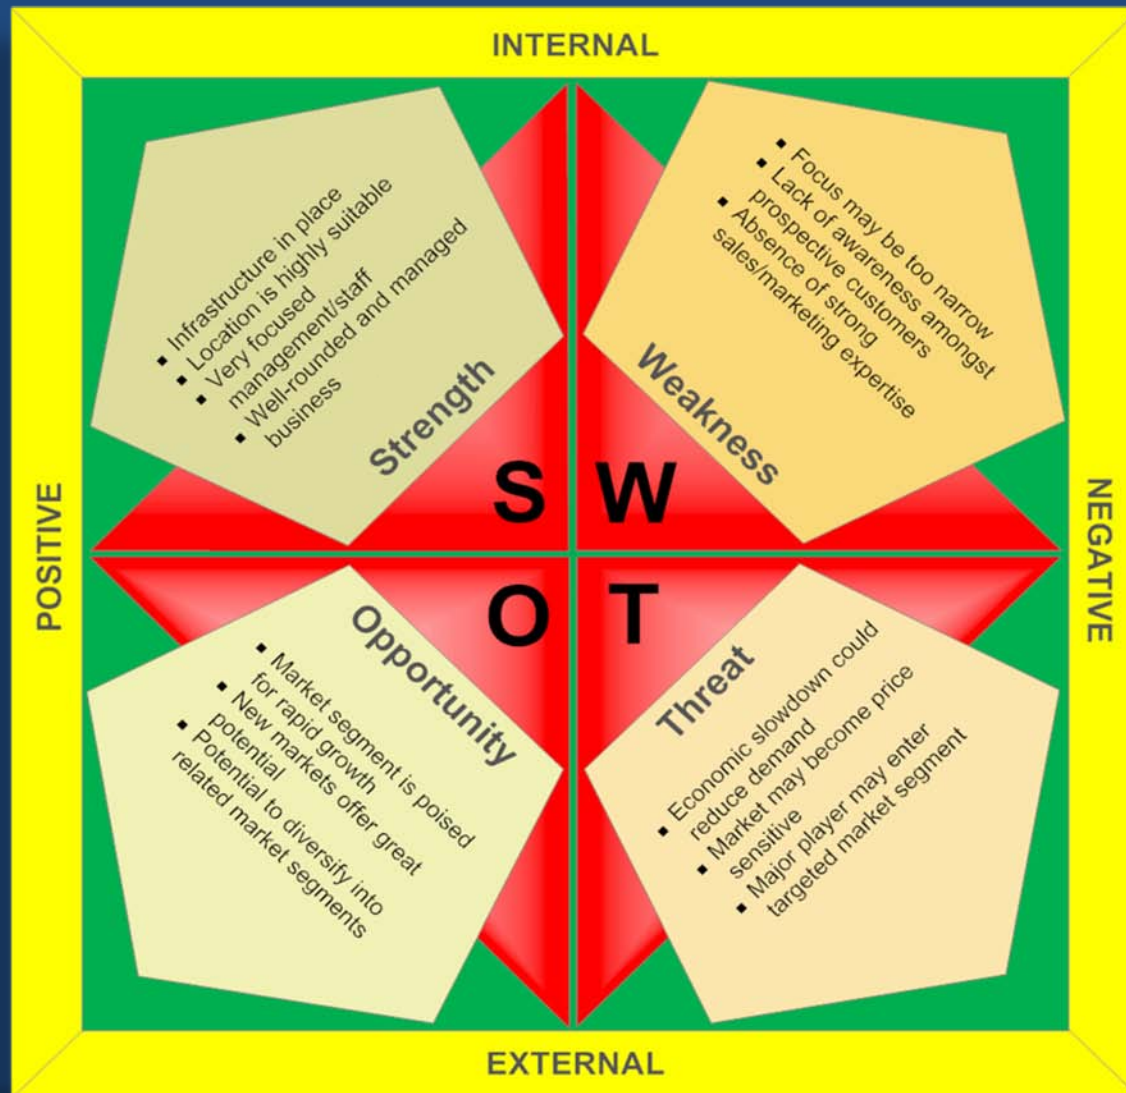 INTERNAL
Infrastructure in place
Location is highly suitable
Very focused
management/staff
Well-rounded and managed
business
Strength
Focus may be too narrow
Lack of awareness amongst
prospective customers
Absence of strong
sales/marketing expertise
Weakness
S W
POSITIVE
NEGATIVE
O T
Opportunity
Market segment is poised
for rapid growth
New markets offer great
potential
Potential to diversify into
related market segments
Threat
Economic slowdown could
reduce demand
Market may become price
sensitive
Major player may enter
targeted market segment
EXTERNAL